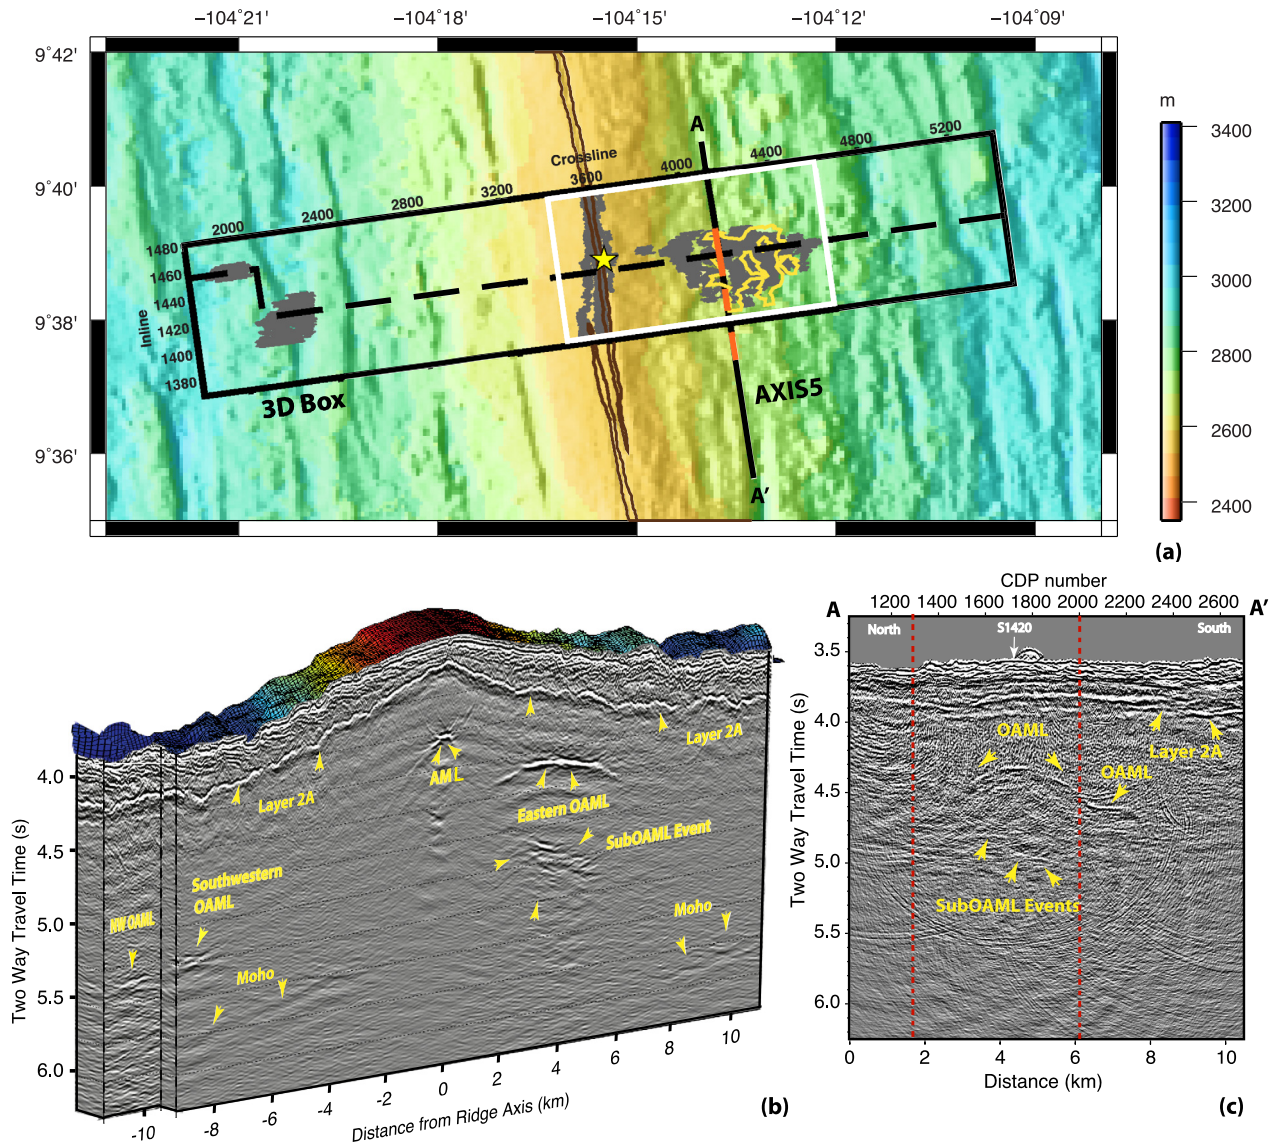 −104˚21' −104˚18' −104˚15' −104˚12' −104˚09'
9˚42'
9˚40'
9˚38'
9˚36'
m
3400
3200
3000
2800
2600
2400
(a)
Crossline
2000 2400 2800 3200 3600 4000 4400 4800 5200
Inline
1480
1460
1440
1420
1400
1380
3D Box
A
AXIS5
A'
Two Way Travel Time (s)
4.0
4.5
5.0
5.5
6.0
Layer 2A
AML
Layer 2A
Eastern OAML
SubOAML Event
Southwestern
OAML
NW OAML
Moho
Moho
-10 -8 -6 -4 -2 0 2 4 6 8 10
Distance from Ridge Axis (km)
(b)
CDP number
A 1200 1400 1600 1800 2000 2200 2400 2600 A'
North S1420 South
Two Way Travel Time (s)
3.5
4.0
4.5
5.0
5.5
6.0
OAML
Layer 2A
OAML
SubOAML Events
0 2 4 6 8 10
Distance (km)
(c)